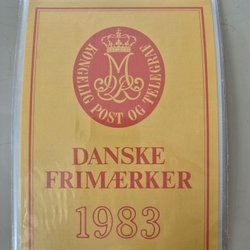 KONGELIG POST OG TELEGRAF
DANSKE
FRIMÆRKER
1983